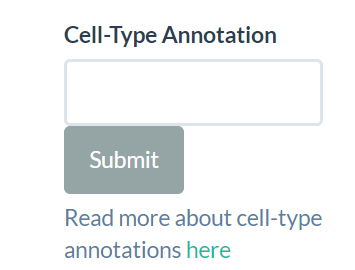 Cell-Type Annotation
Submit
Read more about cell-type
annotations here